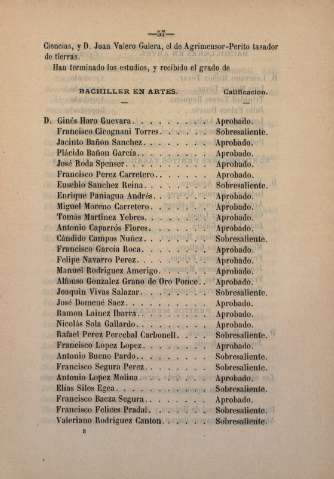 —57—
Ciencias, y D. Juan Valero Galera, el de Agrimensor-Perito tasador
de tierras.
Han terminado los estudios, y recibido el grado de
BACHILLER EN ARTES. Calificacion.
D. Ginés Haro Guevara . . . . . . . . Aprobado.
Francisco Cicognani Torres . . . . . . Sobresaliente.
Jacinto Bañon Sanchez . . . . . . . . Aprobado.
Plácido Bañon García . . . . . . . . Aprobado.
José Roda Spenser . . . . . . . . . Aprobado.
Francisco Perez Carretero . . . . . . . Aprobado.
Eusebio Sanchez Reina . . . . . . . . Sobresaliente.
Enrique Paniagua Andrés . . . . . . . Aprobado.
Miguel Moreno Carretero . . . . . . . Aprobado.
Tomás Martinez Yebres . . . . . . . . Aprobado.
Antonio Caparrós Flores . . . . . . . Aprobado.
Cándido Campos Nuñez . . . . . . . . Sobresaliente.
Francisco García Roca . . . . . . . . Aprobado.
Felipe Navarro Perez . . . . . . . . Aprobado.
Manuel Rodriguez Amerigo . . . . . . . Aprobado.
Alfonso Gonzalez Grano de Oro Ponce . . Aprobado.
Joaquin Vivas Salazar . . . . . . . . Sobresaliente.
José Domené Saez . . . . . . . . . Aprobado.
Ramon Lainez Ibarra . . . . . . . . Aprobado.
Nicolás Sola Gallardo . . . . . . . . Aprobado.
Rafael Perez Percebal Carbonell . . . . Sobresaliente.
Francisco Lopez Lopez . . . . . . . . Aprobado.
Antonio Bueno Pardo . . . . . . . . Sobresaliente.
Francisco Segura Perez . . . . . . . . Sobresaliente.
Antonio Lopez Molina . . . . . . . . Aprobado.
Elías Siles Egea . . . . . . . . . . Sobresaliente.
Francisco Baeza Segura . . . . . . . . Aprobado.
Francisco Felices Pradal . . . . . . . Sobresaliente.
Valeriano Rodriguez Canton . . . . . . Sobresaliente.
8